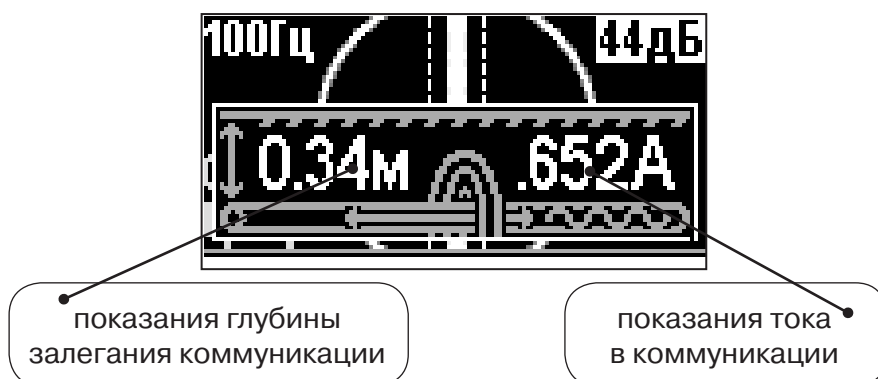 100Гц 44дБ
0.34м .652А
показания глубины
залегания коммуникации
показания тока
в коммуникации